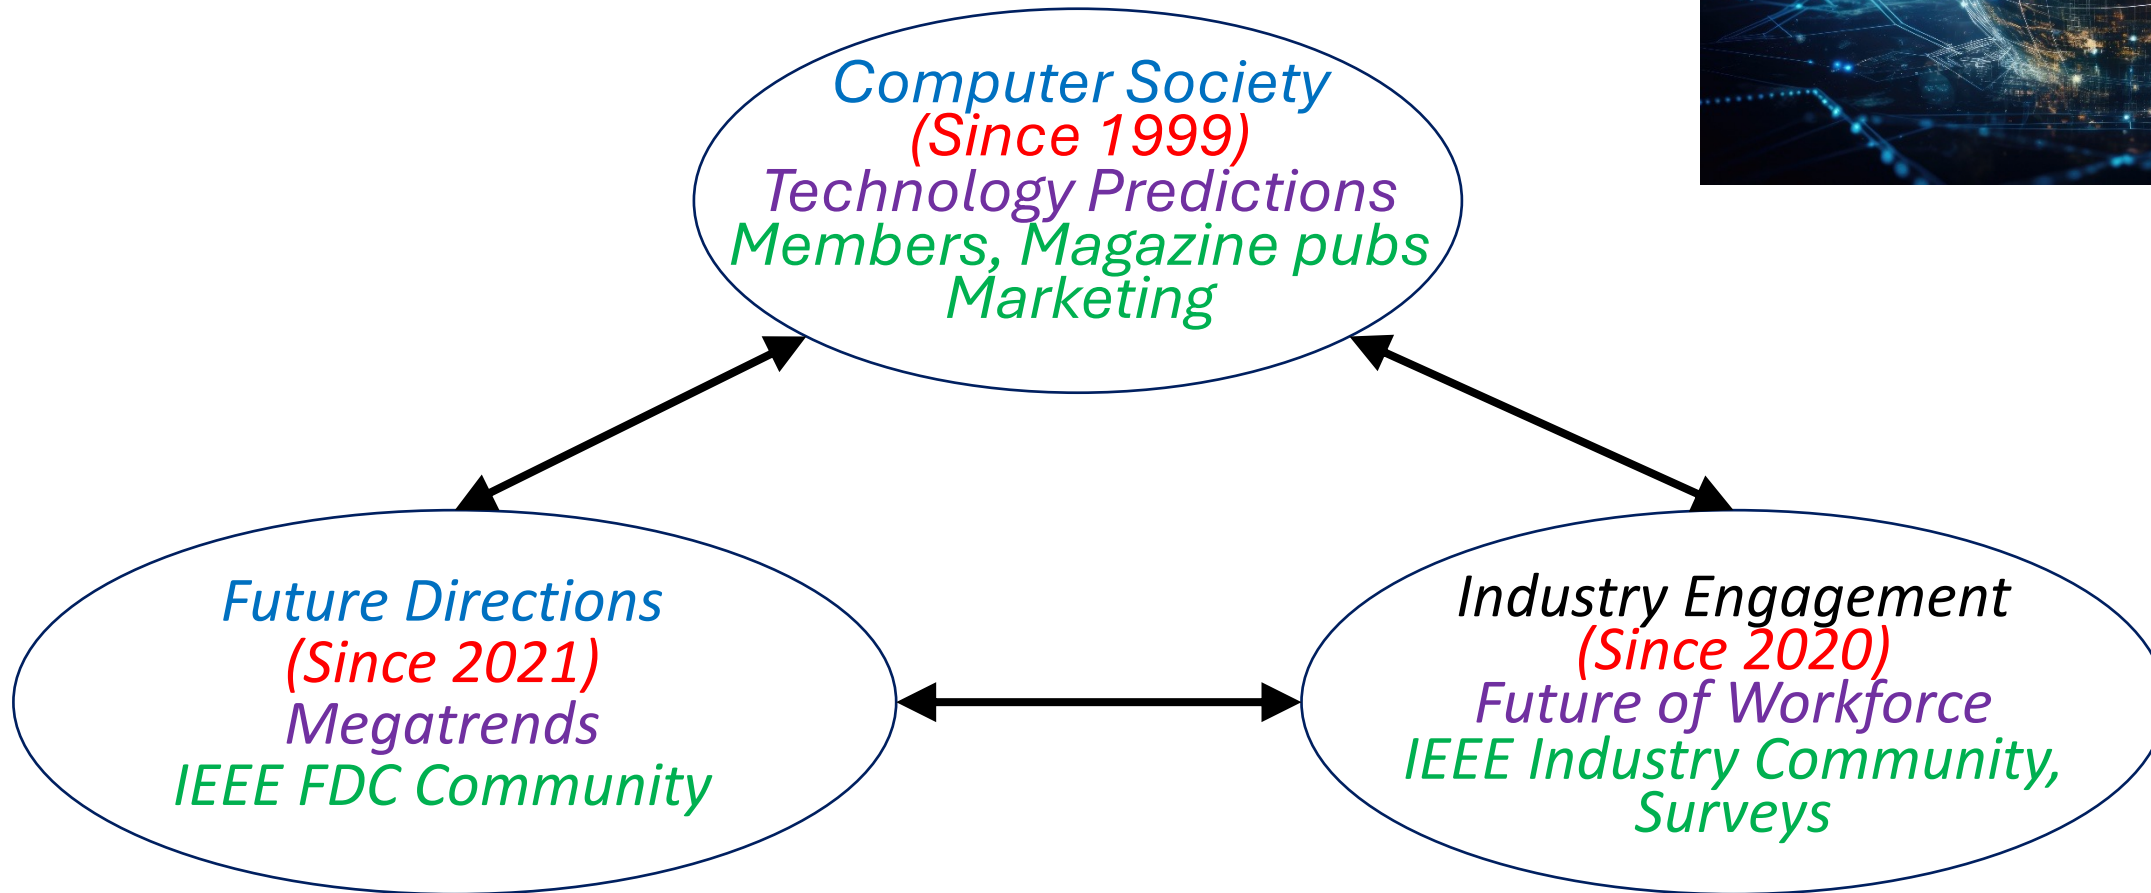 Computer Society
(Since 1999)
Technology Predictions
Members, Magazine pubs
Marketing
Future Directions
(Since 2021)
Megatrends
IEEE FDC Community
Industry Engagement
(Since 2020)
Future of Workforce
IEEE Industry Community,
Surveys